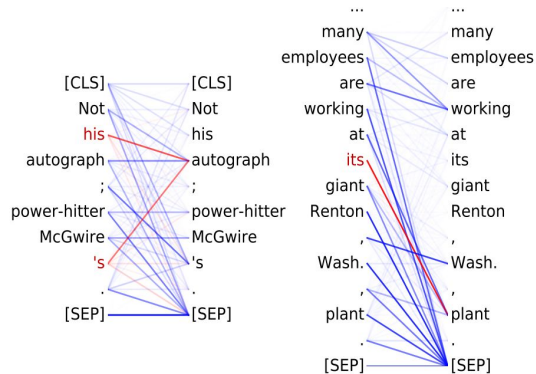 [CLS] [CLS]
Not Not
his his
autograph autograph
; ;
power-hitter power-hitter
McGwire McGwire
's 's
. .
[SEP] [SEP]
... ...
many many
employees employees
are are
working working
at at
its its
giant giant
Renton Renton
, ,
Wash. Wash.
, ,
plant plant
. .
[SEP] [SEP]